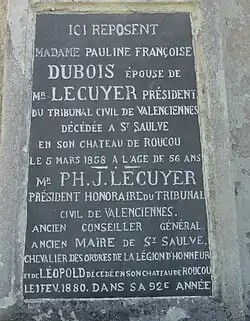 ICI REPOSENT
MADAME PAULINE FRANÇOISE
DUBOIS ÉPOUSE DE
MR LECUYER PRÉSIDENT
DU TRIBUNAL CIVIL DE VALENCIENNES
DÉCÉDÉE A ST SAULVE
EN SON CHATEAU DE ROUCOU
LE 5 MARS 1858 A L'AGE DE 56 ANS
MR PH. J. LECUYER
PRÉSIDENT HONORAIRE DU TRIBUNAL
CIVIL DE VALENCIENNES.
ANCIEN CONSEILLER GÉNÉRAL.
ANCIEN MAIRE DE ST SAULVE.
CHEVALIER DES ORDRES DE LA LÉGION D'HONNEUR
ET DE LÉOPOLD DÉCÉDÉ EN SON CHATEAU DE ROUCOU
LE 1 FÉV. 1880. DANS SA 92E ANNÉE